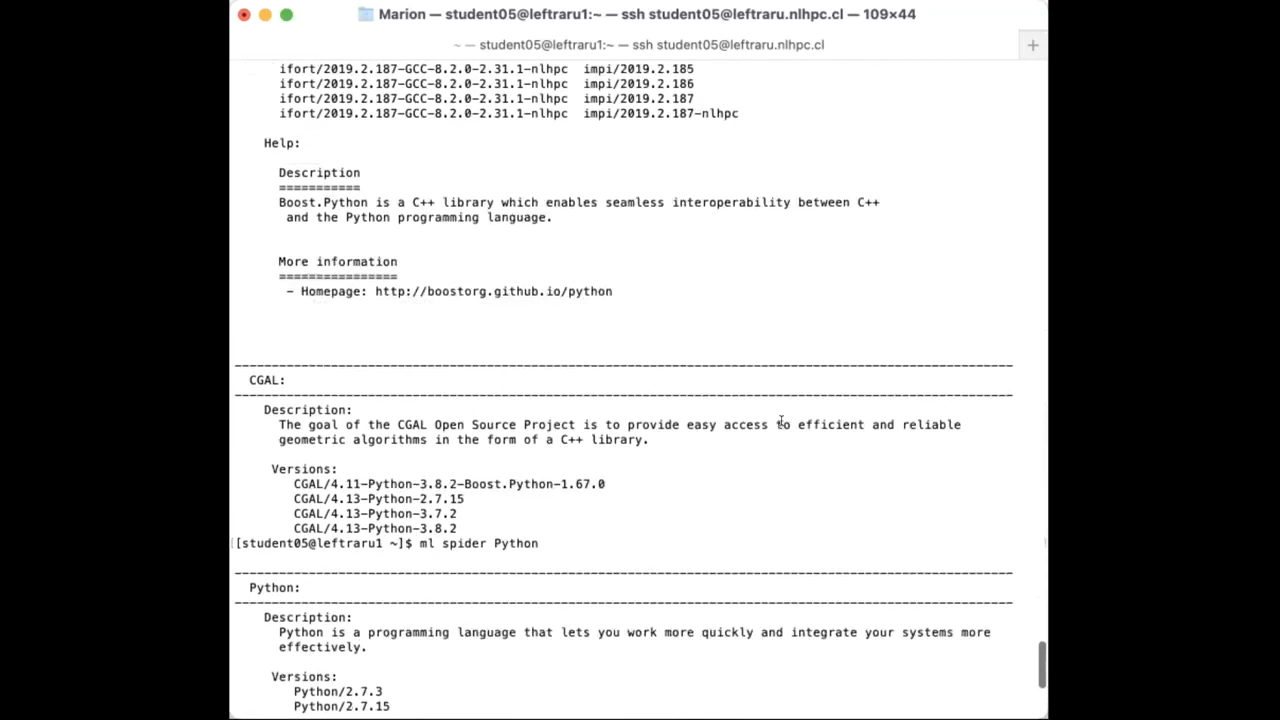 Marion — student05@leftraru1:~ — ssh student05@leftraru.nlhpc.cl — 109×44
~ — student05@leftraru1:~ — ssh student05@leftraru.nlhpc.cl
+
ifort/2019.2.187-GCC-8.2.0-2.31.1-nlhpc  impi/2019.2.185
ifort/2019.2.187-GCC-8.2.0-2.31.1-nlhpc  impi/2019.2.186
ifort/2019.2.187-GCC-8.2.0-2.31.1-nlhpc  impi/2019.2.187
ifort/2019.2.187-GCC-8.2.0-2.31.1-nlhpc  impi/2019.2.187-nlhpc
Help:
Description
===========
Boost.Python is a C++ library which enables seamless interoperability between C++
and the Python programming language.
More information
================
- Homepage: http://boostorg.github.io/python
---------------------------------------------------------------------------------------------------------
CGAL:
---------------------------------------------------------------------------------------------------------
Description:
The goal of the CGAL Open Source Project is to provide easy access to efficient and reliable
geometric algorithms in the form of a C++ library.
Versions:
CGAL/4.11-Python-3.8.2-Boost.Python-1.67.0
CGAL/4.13-Python-2.7.15
CGAL/4.13-Python-3.7.2
CGAL/4.13-Python-3.8.2
[student05@leftraru1 ~]$ ml spider Python
---------------------------------------------------------------------------------------------------------
Python:
---------------------------------------------------------------------------------------------------------
Description:
Python is a programming language that lets you work more quickly and integrate your systems more
effectively.
Versions:
Python/2.7.3
Python/2.7.15